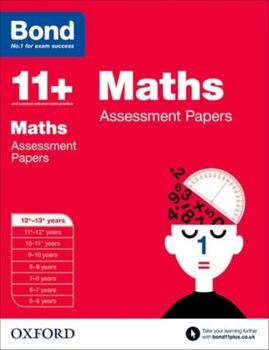 Bond
No.1 for exam success
11+
Maths
Assessment Papers
Maths
Assessment
Papers
12+-13+ years
11+-12+ years
10-11+ years
9-10 years
8-9 years
7-8 years
6-7 years
5-6 years
1
OXFORD
Take your learning further
with bond11plus.co.uk